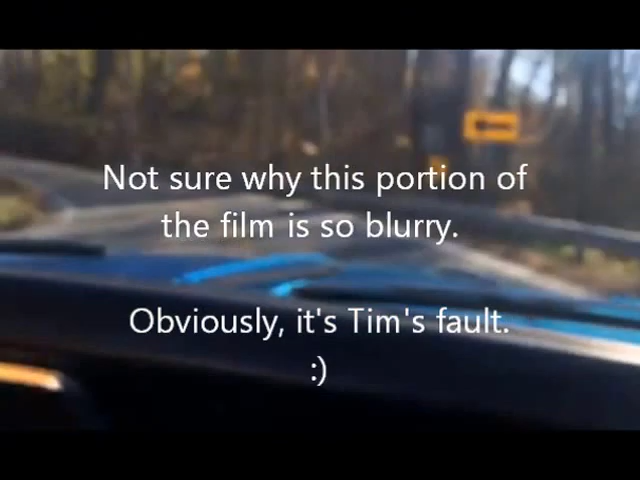 Not sure why this portion of
the film is so blurry.
Obviously, it's Tim's fault.
:)